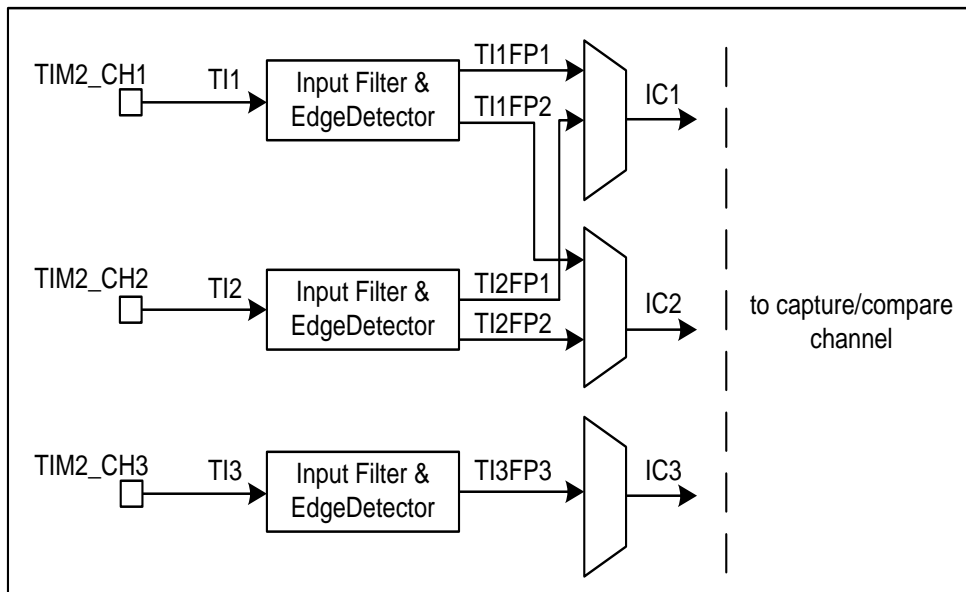 TIM2_CH1
TI1
Input Filter &
EdgeDetector
TI1FP1
TI1FP2
IC1
TIM2_CH2
TI2
Input Filter &
EdgeDetector
TI2FP1
TI2FP2
IC2
to capture/compare
channel
TIM2_CH3
TI3
Input Filter &
EdgeDetector
TI3FP3
IC3